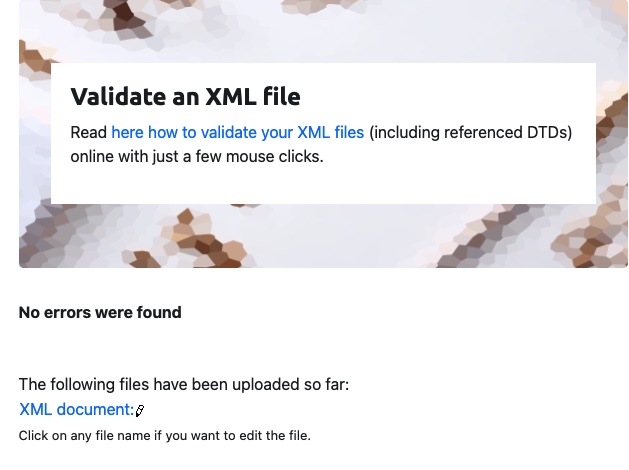 Validate an XML file
Read here how to validate your XML files (including referenced DTDs)
online with just a few mouse clicks.
No errors were found
The following files have been uploaded so far:
XML document:
Click on any file name if you want to edit the file.